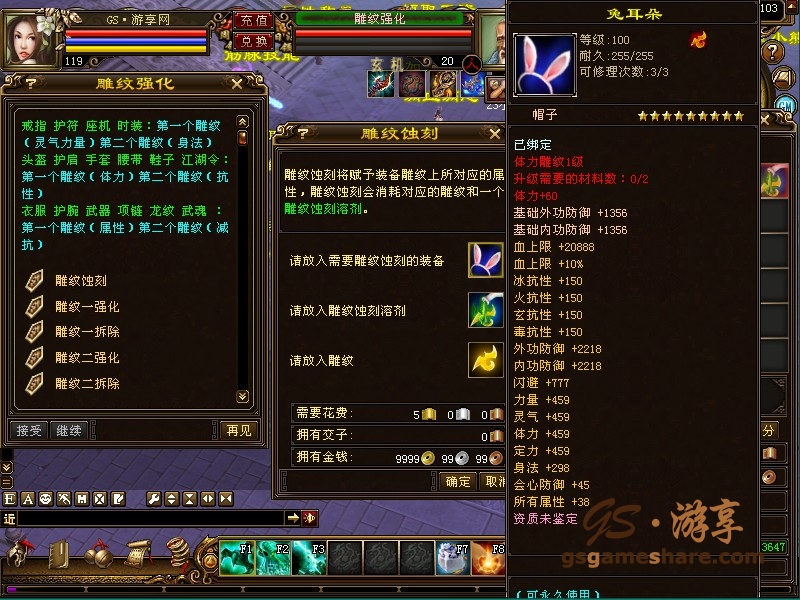 GS·游享网
119
充值
兑换
雕纹强化
玄机
20
103
雕纹强化
戒指 护符 座机 时装：第一个雕纹
（灵气力量）第二个雕纹（身法）
头盔 护肩 手套 腰带 鞋子 江湖令：
第一个雕纹（体力）第二个雕纹（抗
性）
衣服 护腕 武器 项链 龙纹 武魂 ：
第一个雕纹（属性）第二个雕纹（减
抗）
雕纹蚀刻
雕纹一强化
雕纹一拆除
雕纹二强化
雕纹二拆除
接受
继续
再见
雕纹蚀刻
雕纹蚀刻将赋予装备雕纹上所对应的属
性，雕纹蚀刻会消耗对应的雕纹和一个
雕纹蚀刻溶剂。
请放入需要雕纹蚀刻的装备
请放入雕纹蚀刻溶剂
请放入雕纹
需要花费： 5 0 0
拥有交子： 0
拥有金钱： 9999 99 99
确定
取消
兔耳朵
等级:100
耐久:255/255
可修理次数:3/3
帽子
已绑定
体力雕纹1级
升级需要的材料数：0/2
体力+60
基础外功防御 +1356
基础内功防御 +1356
血上限 +20888
血上限 +10%
冰抗性 +150
火抗性 +150
玄抗性 +150
毒抗性 +150
外功防御 +2218
内功防御 +2218
闪避 +777
力量 +459
灵气 +459
体力 +459
定力 +459
身法 +298
会心防御 +45
所有属性 +38
资质未鉴定
GS·游享
gsgameshare.com
（可永久使用）
分
3647
近
F1
F2
F3
F7
F8